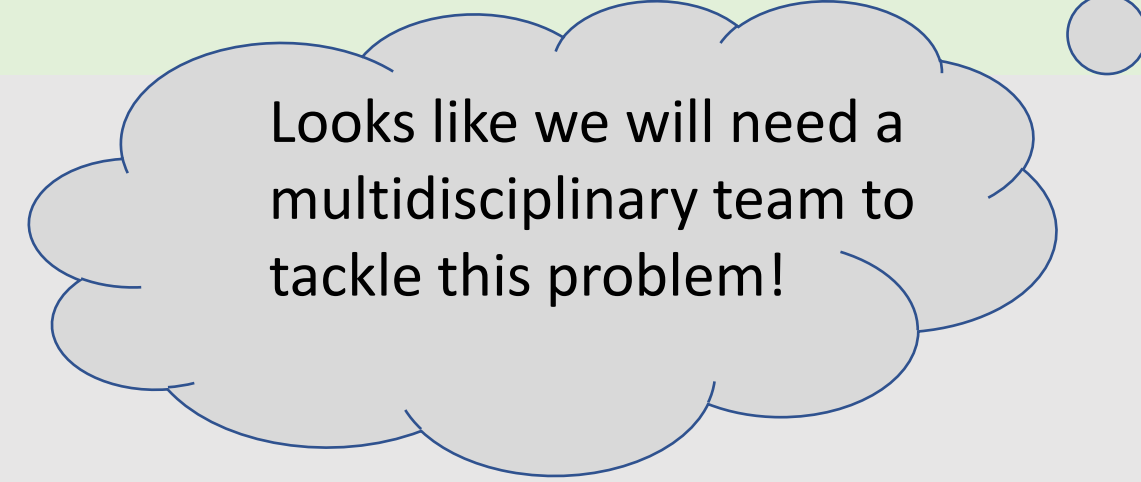 Looks like we will need a
multidisciplinary team to
tackle this problem!